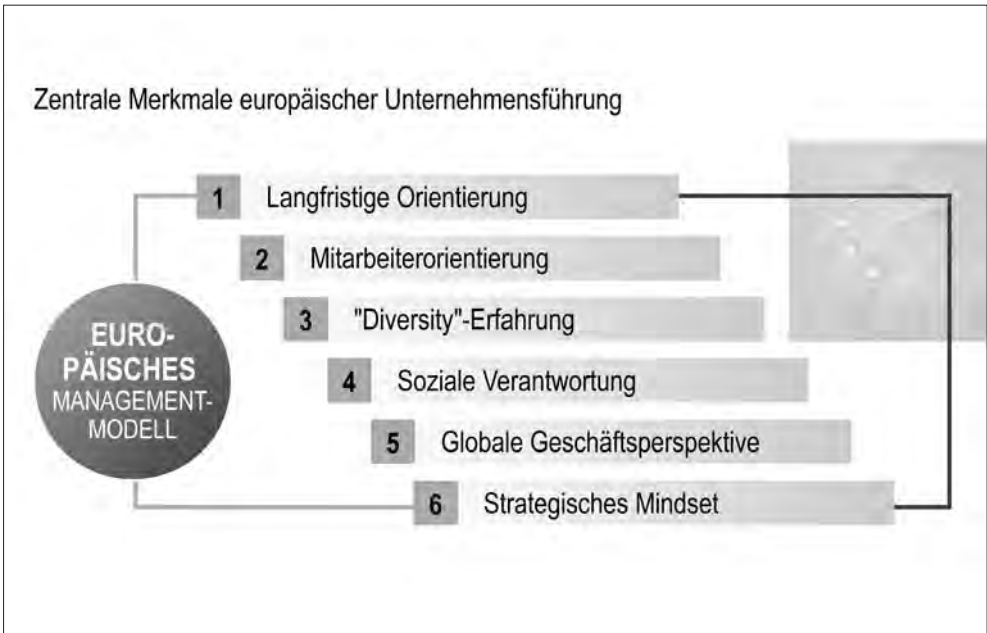 Zentrale Merkmale europäischer Unternehmensführung
1 Langfristige Orientierung
2 Mitarbeiterorientierung
3 "Diversity"-Erfahrung
EURO-
PÄISCHES
MANAGEMENT-
MODELL
4 Soziale Verantwortung
5 Globale Geschäftsperspektive
6 Strategisches Mindset